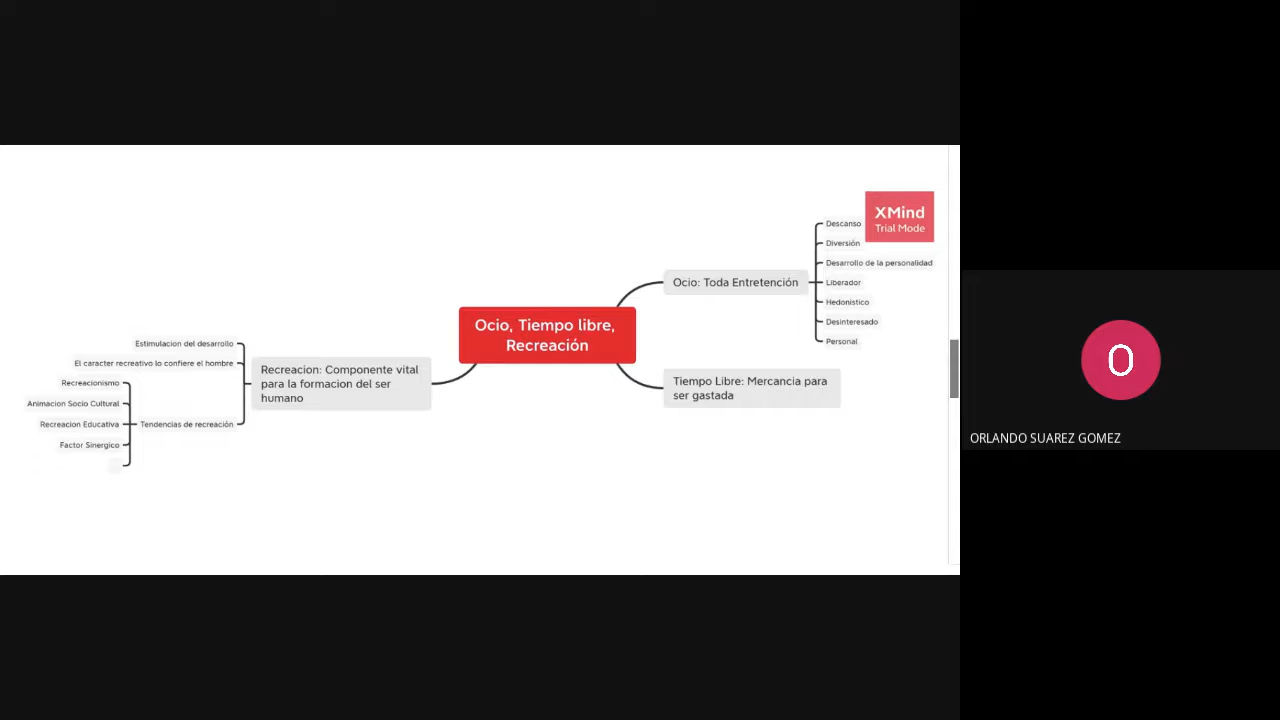 XMind
Trial Mode
Descanso
Diversión
Desarrollo de la personalidad
Ocio: Toda Entretención
Liberador
Hedonistico
Desinteresado
Personal
Ocio, Tiempo libre,
Recreación
Tiempo Libre: Mercancia para
ser gastada
Recreacion: Componente vital
para la formacion del ser
humano
Estimulacion del desarrollo
El caracter recreativo lo confiere el hombre
Tendencias de recreación
Recreacionismo
Animacion Socio Cultural
Recreacion Educativa
Factor Sinergico
O
ORLANDO SUAREZ GOMEZ